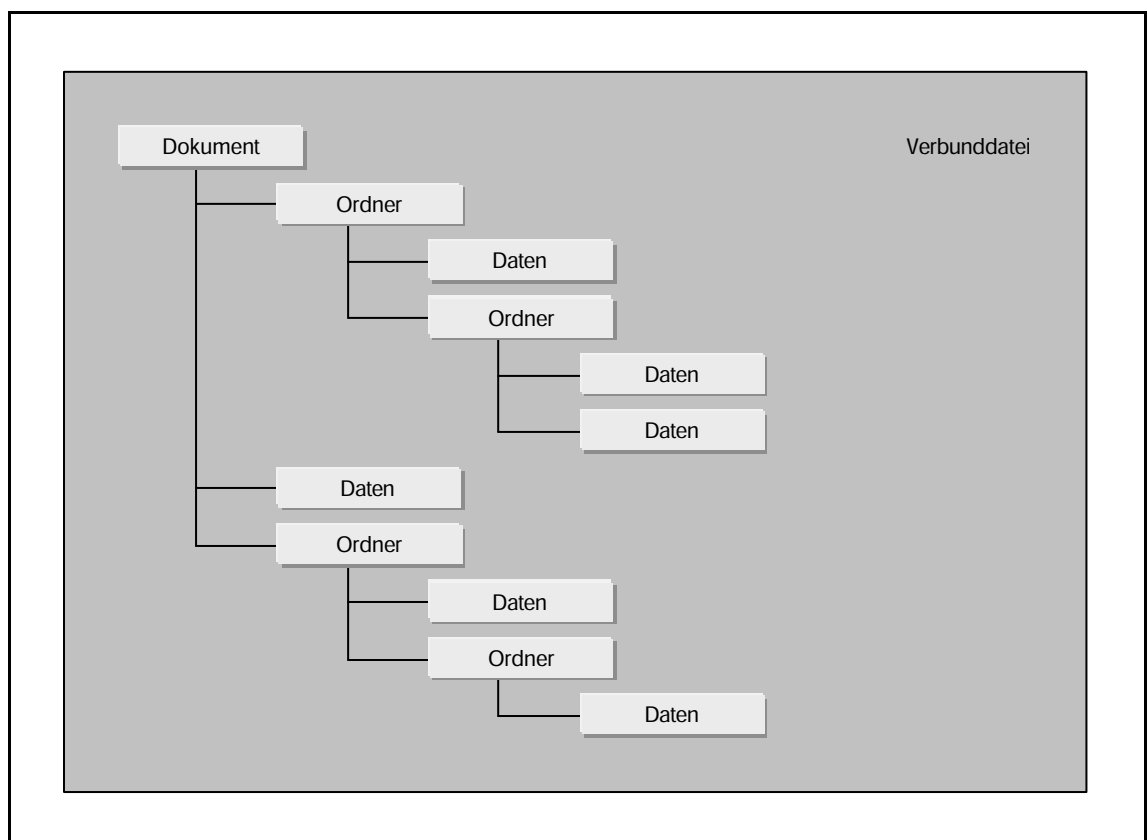 Dokument
Verbunddatei
Ordner
Daten
Ordner
Daten
Daten
Daten
Ordner
Daten
Ordner
Daten